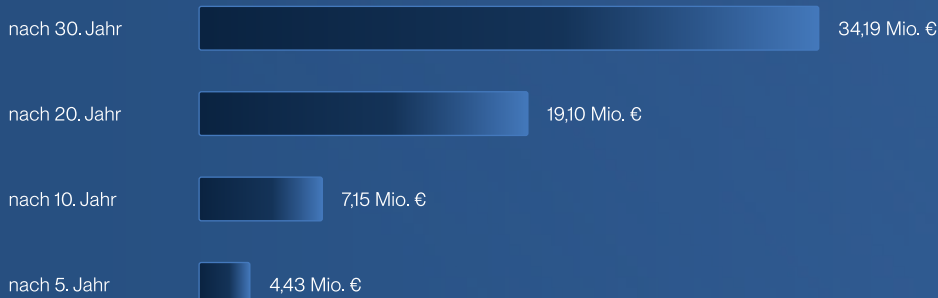 nach 30. Jahr 34,19 Mio. €
nach 20. Jahr 19,10 Mio. €
nach 10. Jahr 7,15 Mio. €
nach 5. Jahr 4,43 Mio. €